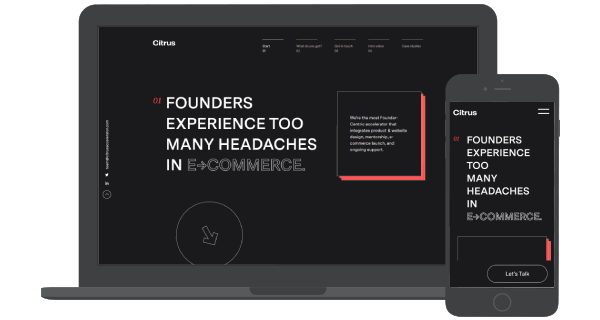 Citrus
Start
01
What do you get?
02
Get in touch
03
Intro video
04
Case studies
01 FOUNDERS
EXPERIENCE TOO
MANY HEADACHES
IN E→COMMERCE.
We're the most Founder-
Centric accelerator that
integrates product & website
design, mentorship, e-
commerce launch, and
ongoing support.
Citrus
01 FOUNDERS
EXPERIENCE
TOO
MANY
HEADACHES
IN
E→COMMERCE.
Let's Talk